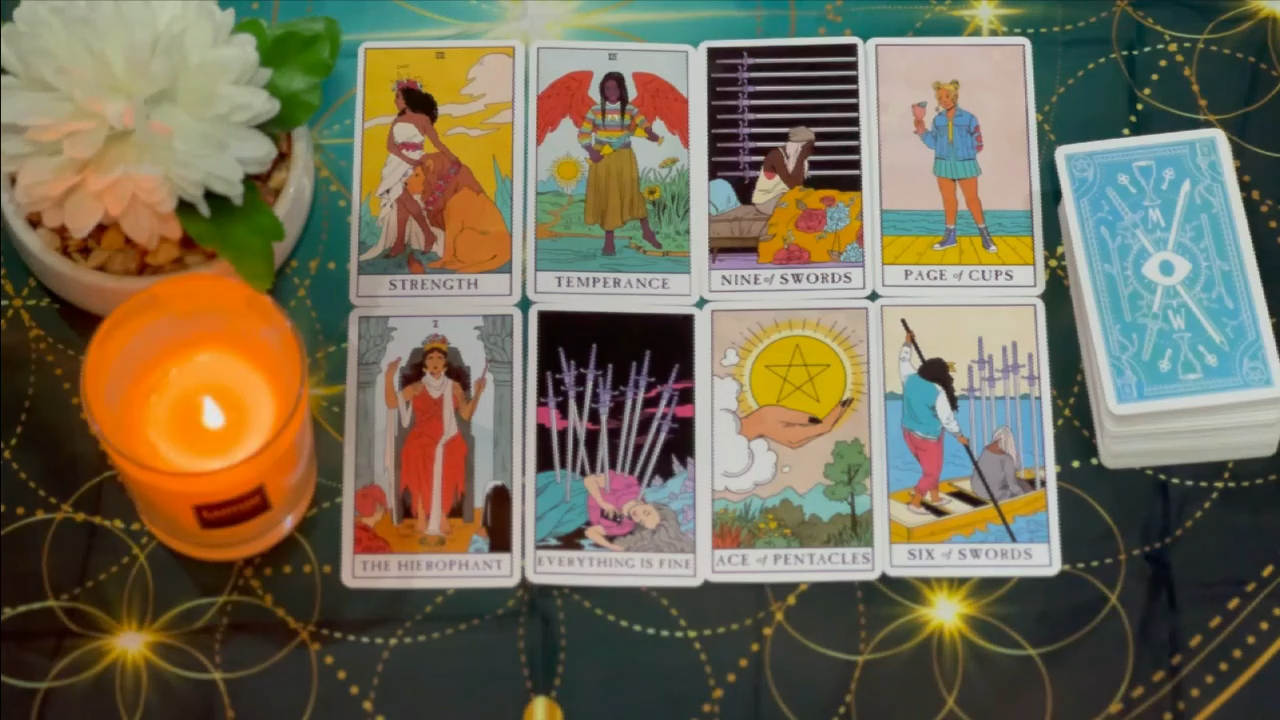 STRENGTH
TEMPERANCE
NINE of SWORDS
PAGE of CUPS
V
THE HIEROPHANT
EVERYTHING IS FINE
ACE of PENTACLES
SIX of SWORDS
M
W